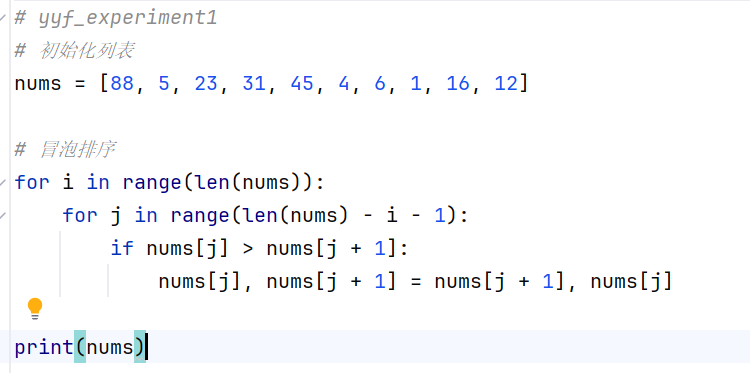 # yyf_experiment1
# 初始化列表
nums = [88, 5, 23, 31, 45, 4, 6, 1, 16, 12]
# 冒泡排序
for i in range(len(nums)):
    for j in range(len(nums) - i - 1):
        if nums[j] > nums[j + 1]:
            nums[j], nums[j + 1] = nums[j + 1], nums[j]
print(nums)